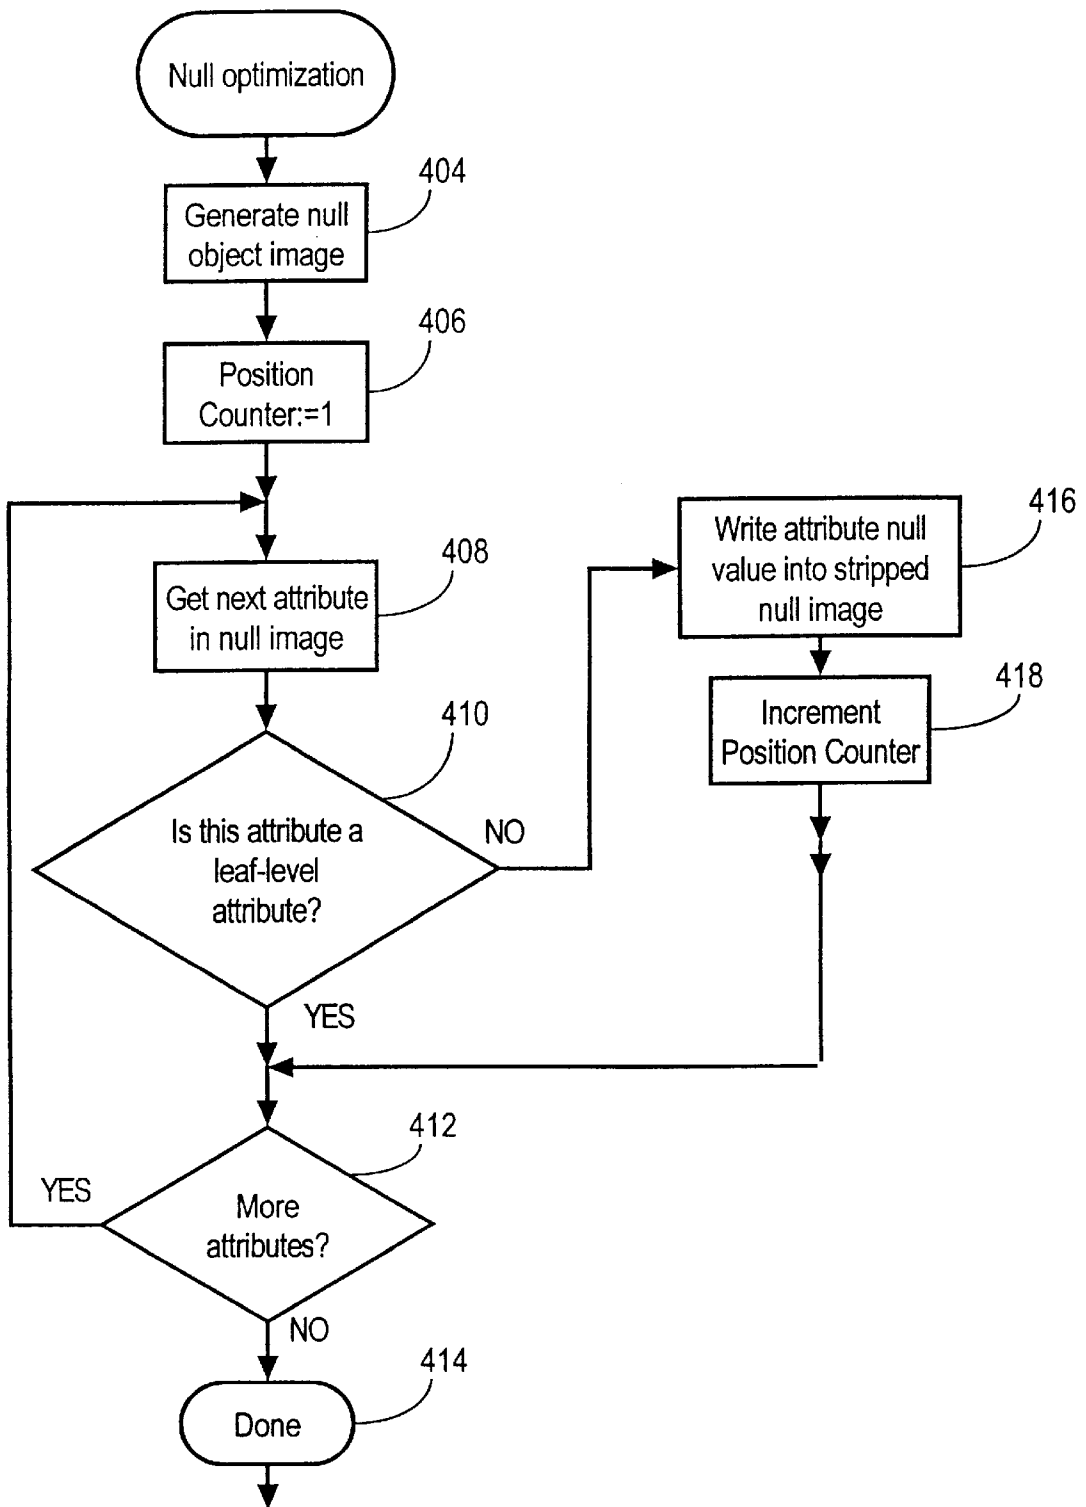 Null optimization
404
Generate null
object image
406
Position
Counter:=1
408
Get next attribute
in null image
416
Write attribute null
value into stripped
null image
418
Increment
Position Counter
410
Is this attribute a
leaf-level
attribute?
NO
YES
412
More
attributes?
YES
NO
414
Done